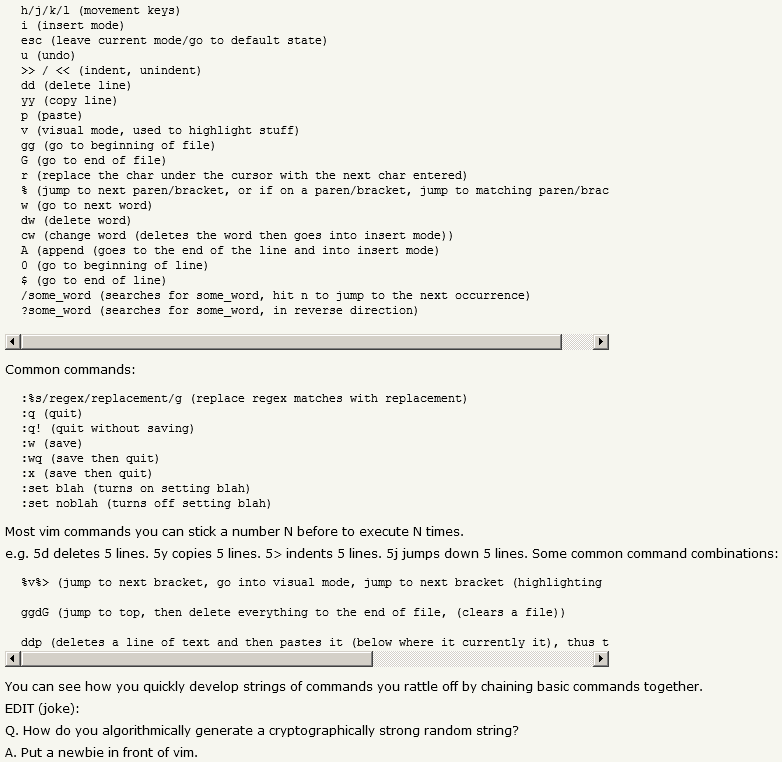 h/j/k/l (movement keys)
i (insert mode)
esc (leave current mode/go to default state)
u (undo)
>> / << (indent, unindent)
dd (delete line)
yy (copy line)
p (paste)
v (visual mode, used to highlight stuff)
gg (go to beginning of file)
G (go to end of file)
r (replace the char under the cursor with the next char entered)
% (jump to next paren/bracket, or if on a paren/bracket, jump to matching paren/brac
w (go to next word)
dw (delete word)
cw (change word (deletes the word then goes into insert mode))
A (append (goes to the end of the line and into insert mode)
0 (go to beginning of line)
$ (go to end of line)
/some_word (searches for some_word, hit n to jump to the next occurrence)
?some_word (searches for some_word, in reverse direction)
Common commands:
:%s/regex/replacement/g (replace regex matches with replacement)
:q (quit)
:q! (quit without saving)
:w (save)
:wq (save then quit)
:x (save then quit)
:set blah (turns on setting blah)
:set noblah (turns off setting blah)
Most vim commands you can stick a number N before to execute N times.
e.g. 5d deletes 5 lines. 5y copies 5 lines. 5> indents 5 lines. 5j jumps down 5 lines. Some common command combinations:
%v%> (jump to next bracket, go into visual mode, jump to next bracket (highlighting
ggdG (jump to top, then delete everything to the end of file, (clears a file))
ddp (deletes a line of text and then pastes it (below where it currently it), thus t
You can see how you quickly develop strings of commands you rattle off by chaining basic commands together.
EDIT (joke):
Q. How do you algorithmically generate a cryptographically strong random string?
A. Put a newbie in front of vim.